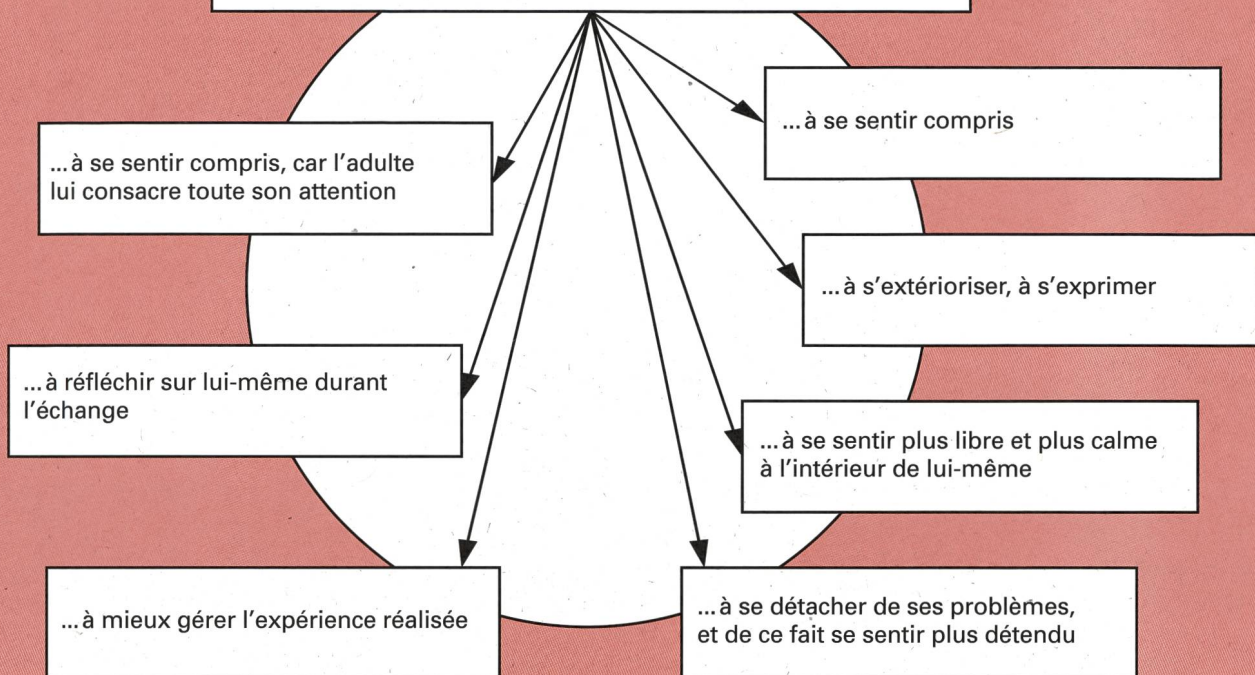 ...à se sentir compris
...à se sentir compris, car l'adulte
lui consacre toute son attention
...à s'extérioriser, à s'exprimer
...à réfléchir sur lui-même durant
l'échange
...à se sentir plus libre et plus calme
à l'intérieur de lui-même
...à mieux gérer l'expérience réalisée
...à se détacher de ses problèmes,
et de ce fait se sentir plus détendu